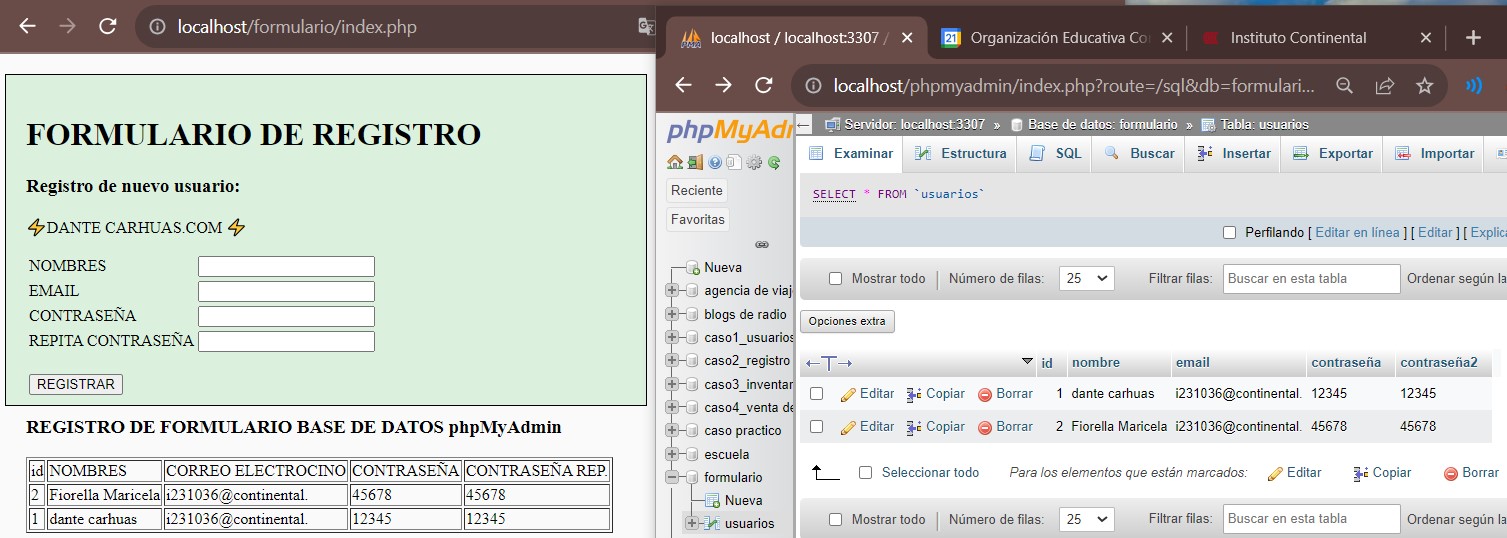 localhost/formulario/index.php
FORMULARIO DE REGISTRO
Registro de nuevo usuario:
⚡DANTE CARHUAS.COM ⚡
NOMBRES
EMAIL
CONTRASEÑA
REPITA CONTRASEÑA
REGISTRAR
REGISTRO DE FORMULARIO BASE DE DATOS phpMyAdmin
id NOMBRES CORREO ELECTROCINO CONTRASEÑA CONTRASEÑA REP.
2 Fiorella Maricela i231036@continental. 45678 45678
1 dante carhuas i231036@continental. 12345 12345
localhost / localhost:3307 / 21 Organización Educativa Co Instituto Continental
localhost/phpmyadmin/index.php?route=/sql&db=formulari...
phpMyAdm
Reciente
Favoritas
Nueva
agencia de viaj
blogs de radio
caso1_usuarios
caso2_registro
caso3_inventar
caso4_venta de
caso practico
escuela
formulario
Nueva
usuarios
Servidor: localhost:3307 » Base de datos: formulario » Tabla: usuarios
Examinar Estructura SQL Buscar Insertar Exportar Importar
SELECT * FROM `usuarios`
Perfilando [ Editar en línea ] [ Editar ] [ Explic
Mostrar todo Número de filas: 25 Filtrar filas: Buscar en esta tabla Ordenar según la
Opciones extra
←T→ id nombre email contraseña contraseña2
Editar Copiar Borrar 1 dante carhuas i231036@continental. 12345 12345
Editar Copiar Borrar 2 Fiorella Maricela i231036@continental. 45678 45678
Seleccionar todo Para los elementos que están marcados: Editar Copiar Borrar
Mostrar todo Número de filas: 25 Filtrar filas: Buscar en esta tabla Ordenar según la